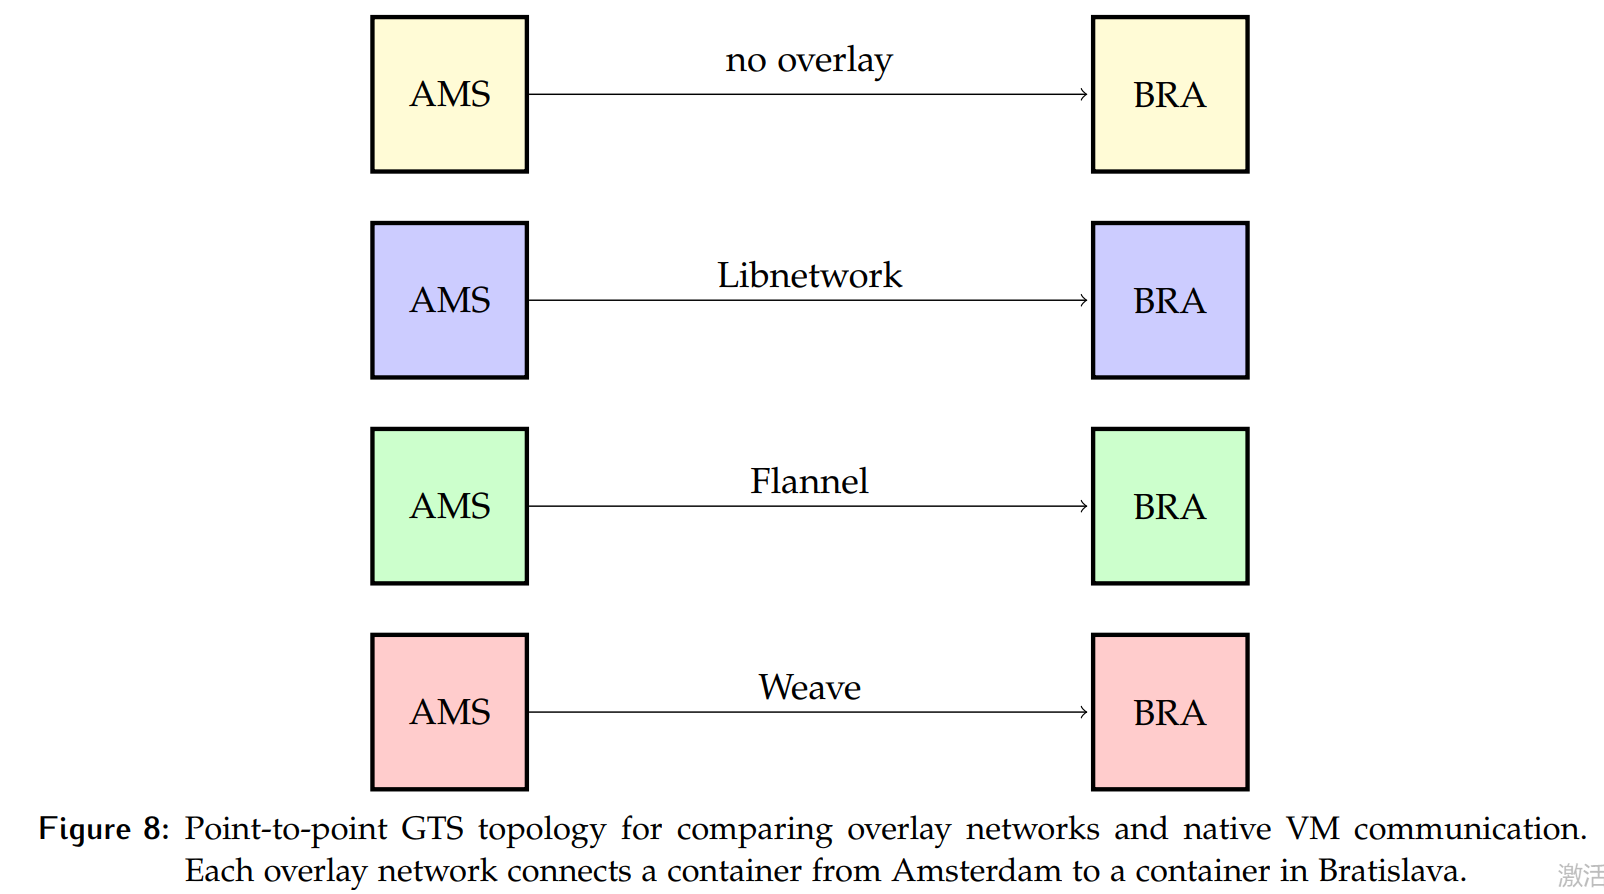 no overlay
AMS BRA
Libnetwork
AMS BRA
Flannel
AMS BRA
Weave
AMS BRA
Figure 8: Point-to-point GTS topology for comparing overlay networks and native VM communication.
Each overlay network connects a container from Amsterdam to a container in Bratislava.
激活